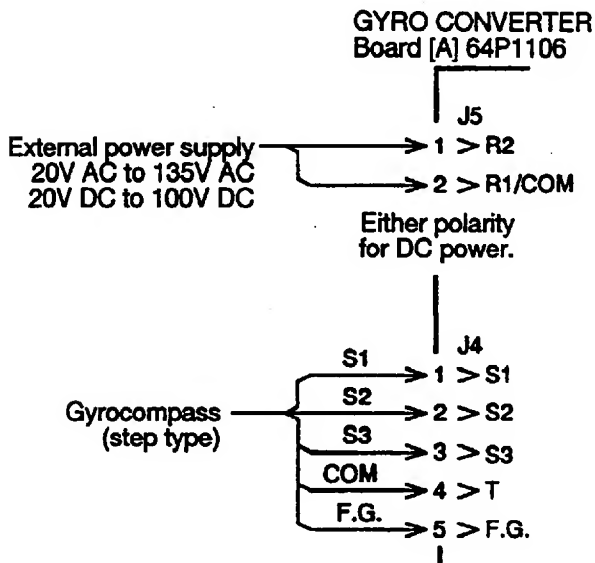 GYRO CONVERTER
Board [A] 64P1106
J5
External power supply
20V AC to 135V AC
20V DC to 100V DC
1 > R2
2 > R1/COM
Either polarity
for DC power.
J4
Gyrocompass
(step type)
S1
1 > S1
S2
2 > S2
S3
3 > S3
COM
4 > T
F.G.
5 > F.G.